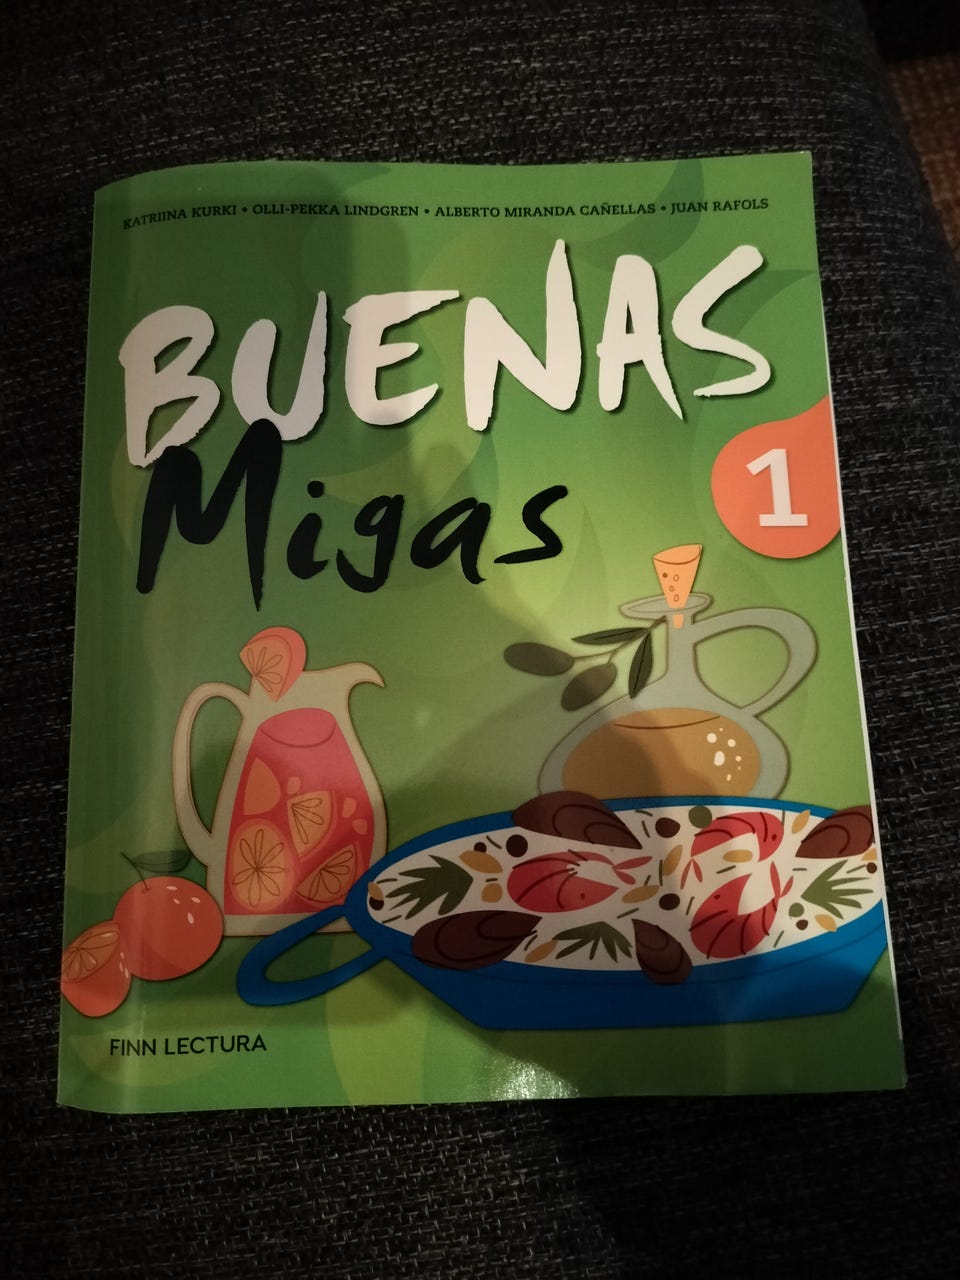 KATRIINA KURKI • OLLI-PEKKA LINDGREN • ALBERTO MIRANDA CAÑELLAS • JUAN RAFOLS
BUENAS
Migas
1
FINN LECTURA